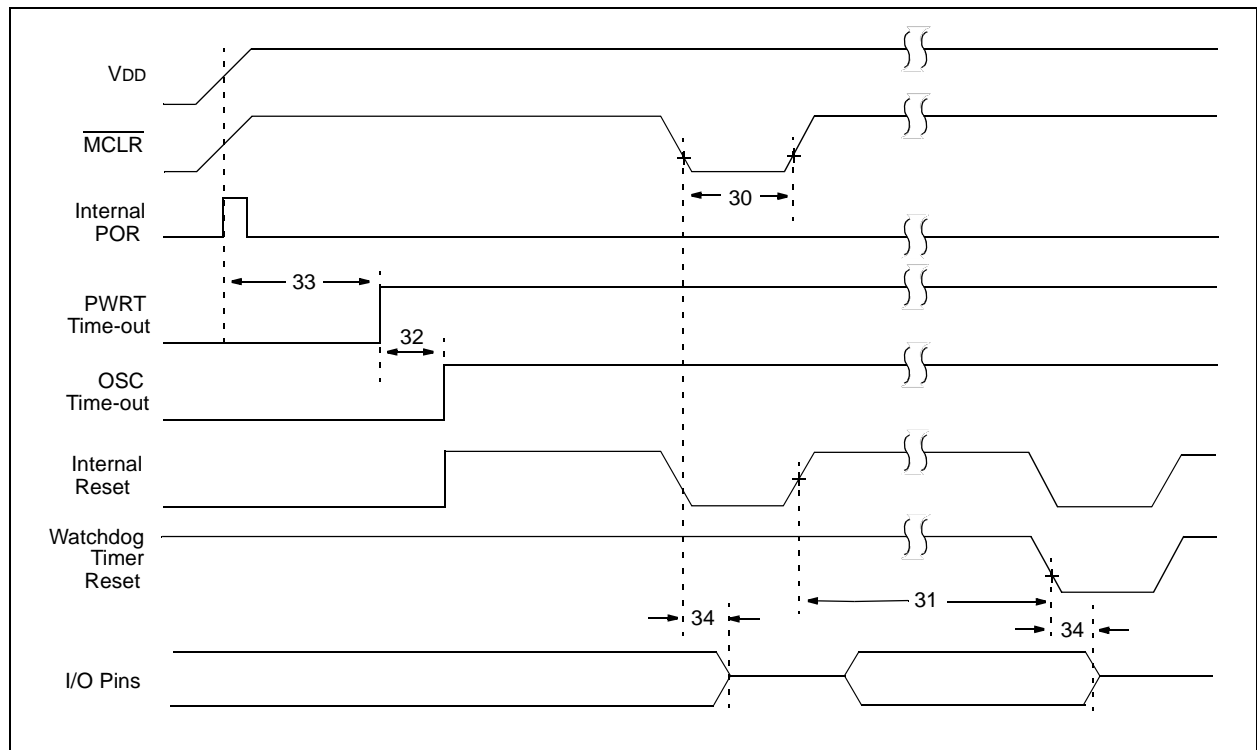 VDD
MCLR
30
Internal
POR
33
PWRT
Time-out
32
OSC
Time-out
Internal
Reset
Watchdog
Timer
Reset
31
34
34
I/O Pins